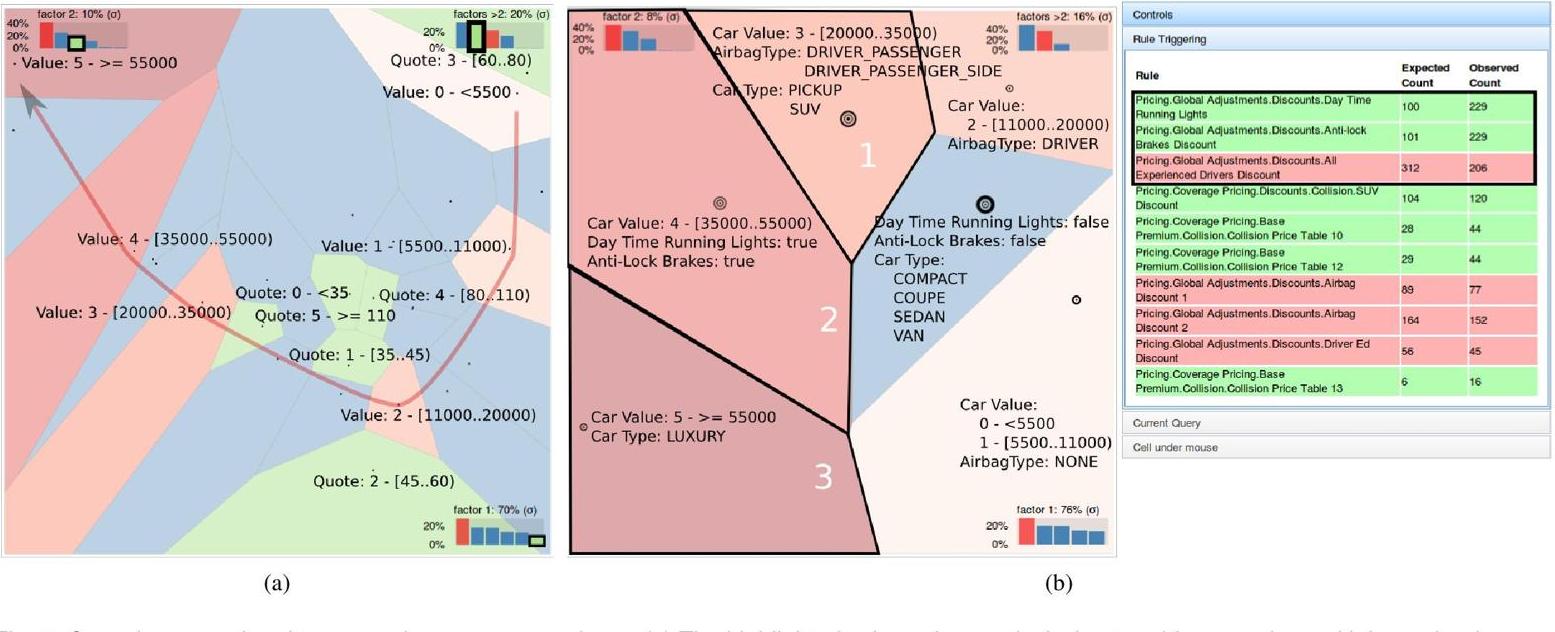 factor 2: 10% (σ)
40%
20%
0%
factors >2: 20% (σ)
20%
0%
Value: 5 - >= 55000
Quote: 3 - [60..80)
Value: 0 - <5500
Value: 4 - [35000..55000)
Value: 1 - [5500..11000)
Quote: 0 - <35
Quote: 4 - [80..110)
Value: 3 - [20000..35000)
Quote: 5 - >= 110
Quote: 1 - [35..45)
Value: 2 - [11000..20000)
Quote: 2 - [45..60)
factor 1: 70% (σ)
20%
0%
(a)
factor 2: 8% (σ)
40%
20%
0%
factors >2: 16% (σ)
40%
20%
0%
Car Value: 3 - [20000..35000)
AirbagType: DRIVER_PASSENGER
DRIVER_PASSENGER_SIDE
Car Type: PICKUP
SUV
1
Car Value:
2 - [11000..20000)
AirbagType: DRIVER
Car Value: 4 - [35000..55000)
Day Time Running Lights: true
Anti-Lock Brakes: true
2
Day Time Running Lights: false
Anti-Lock Brakes: false
Car Type:
COMPACT
COUPE
SEDAN
VAN
Car Value: 5 - >= 55000
Car Type: LUXURY
3
Car Value:
0 - <5500
1 - [5500..11000)
AirbagType: NONE
factor 1: 76% (σ)
20%
0%
(b)
Controls
Rule Triggering
Rule Expected Count Observed Count
Pricing.Global Adjustments.Discounts.Day Time
Running Lights 100 229
Pricing.Global Adjustments.Discounts.Anti-lock
Brakes Discount 101 229
Pricing.Global Adjustments.Discounts.All
Experienced Drivers Discount 312 206
Pricing.Coverage Pricing.Discounts.Collision.SUV
Discount 104 120
Pricing.Coverage Pricing.Base
Premium.Collision.Collision Price Table 10 28 44
Pricing.Coverage Pricing.Base
Premium.Collision.Collision Price Table 12 29 44
Pricing.Global Adjustments.Discounts.Airbag
Discount 1 89 77
Pricing.Global Adjustments.Discounts.Airbag
Discount 2 164 152
Pricing.Global Adjustments.Discounts.Driver Ed
Discount 56 45
Pricing.Coverage Pricing.Base
Premium.Collision.Collision Price Table 13 6 16
Current Query
Cell under mouse